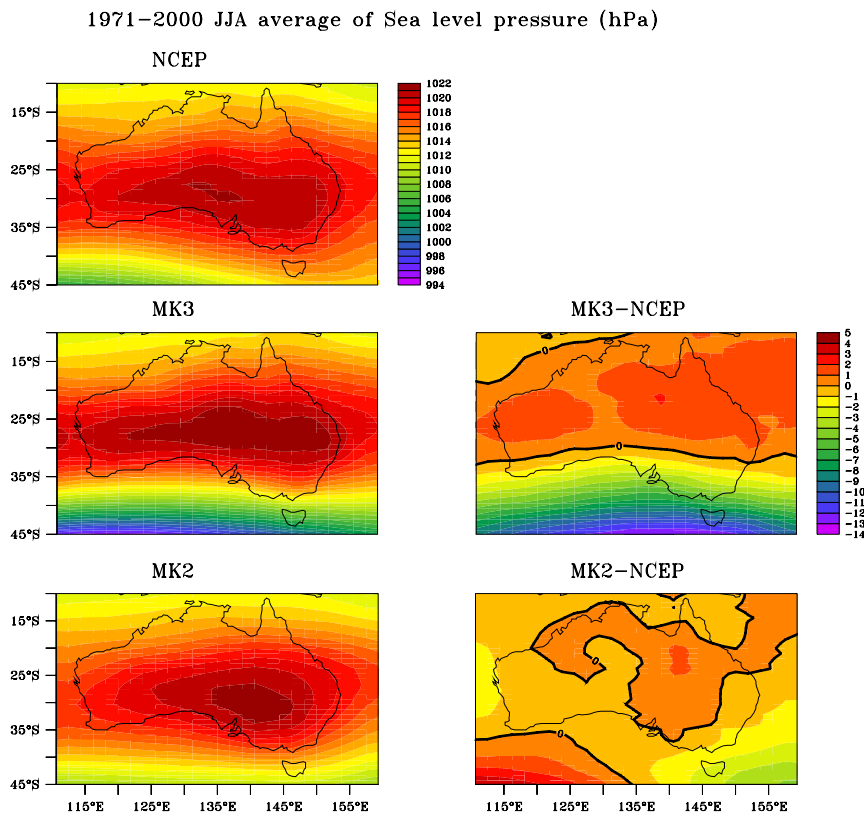 1971-2000 JJA average of Sea level pressure (hPa)
NCEP
15°S
25°S
35°S
45°S
1022
1020
1018
1016
1014
1012
1010
1008
1006
1004
1002
1000
998
996
994
MK3
15°S
25°S
35°S
45°S
MK3-NCEP
0
0
5
4
3
2
1
0
-1
-2
-3
-4
-5
-6
-7
-8
-9
-10
-11
-12
-13
-14
MK2
15°S
25°S
35°S
45°S
115°E 125°E 135°E 145°E 155°E
MK2-NCEP
0
0
115°E 125°E 135°E 145°E 155°E